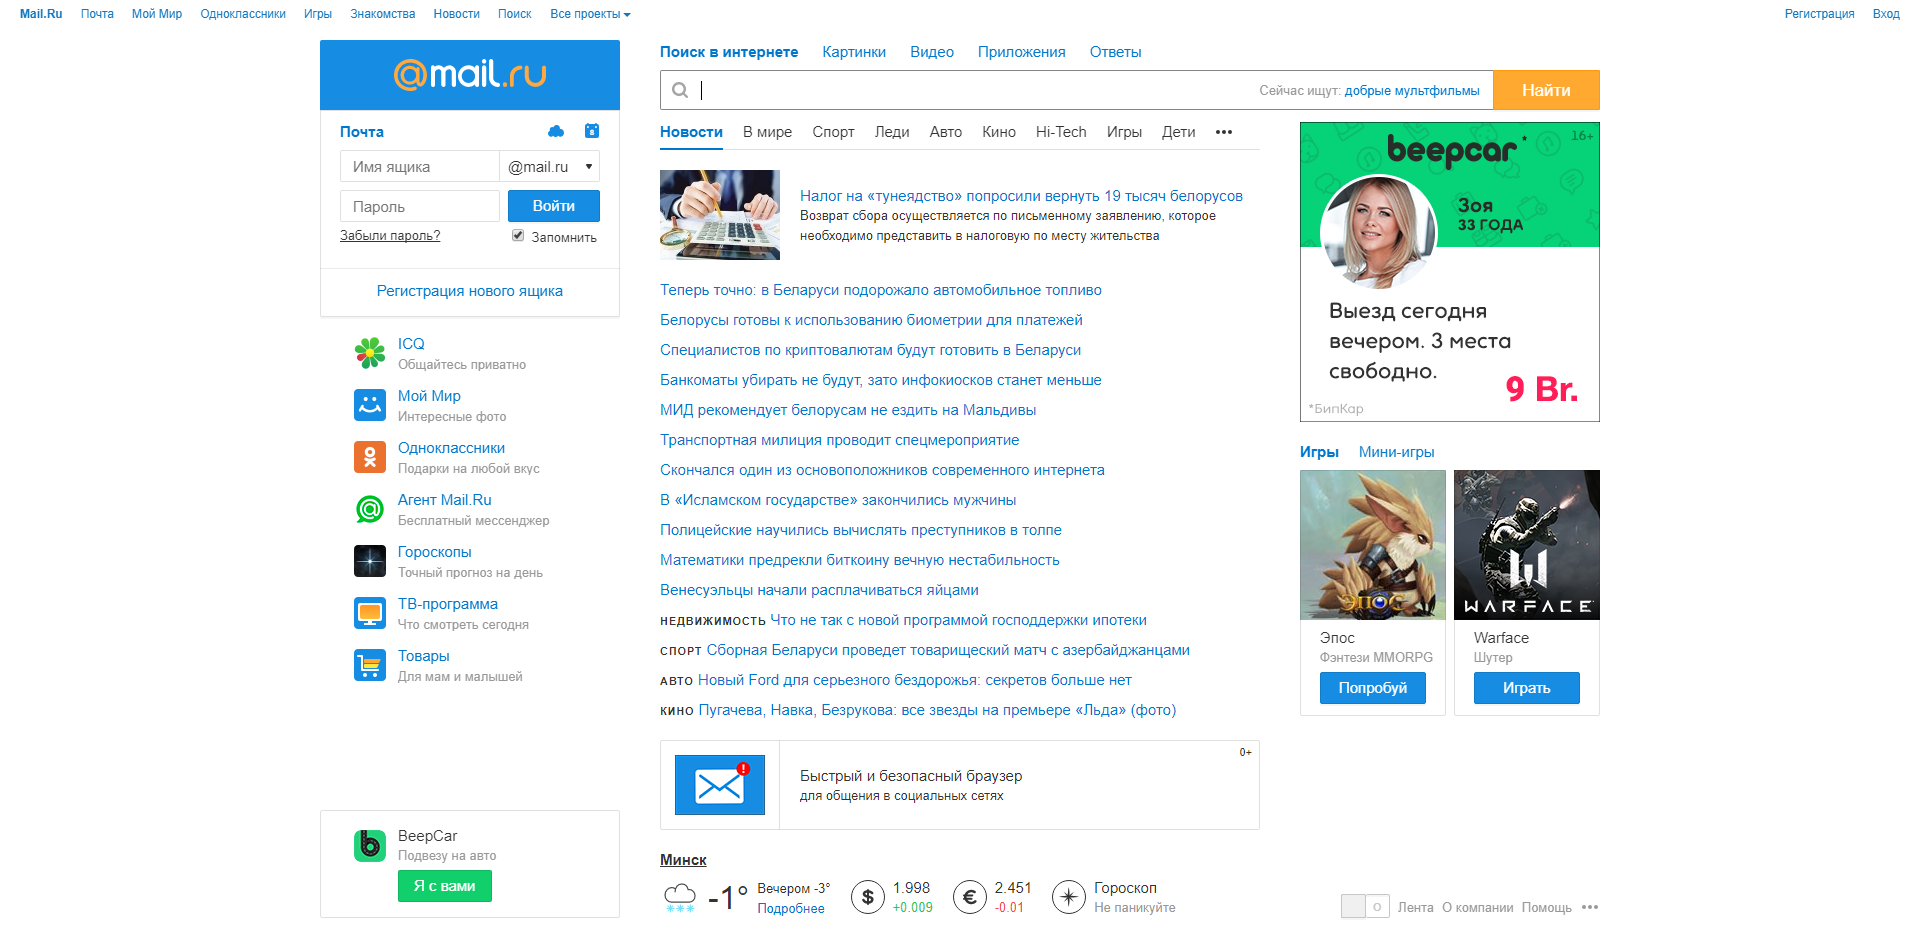 Mail.Ru Почта Мой Мир Одноклассники Игры Знакомства Новости Поиск Все проекты Регистрация Вход
@mail.ru
Почта
8
Имя ящика @mail.ru
Пароль Войти
Забыли пароль? Запомнить
Регистрация нового ящика
ICQ
Общайтесь приватно
Мой Мир
Интересные фото
Одноклассники
Подарки на любой вкус
Агент Mail.Ru
Бесплатный мессенджер
Гороскопы
Точный прогноз на день
ТВ-программа
Что смотреть сегодня
Товары
Для мам и малышей
BeepCar
Подвезу на авто
Я с вами
Поиск в интернете Картинки Видео Приложения Ответы
Сейчас ищут: добрые мультфильмы Найти
Новости В мире Спорт Леди Авто Кино Hi-Tech Игры Дети •••
Налог на «тунеядство» попросили вернуть 19 тысяч белорусов
Возврат сбора осуществляется по письменному заявлению, которое
необходимо представить в налоговую по месту жительства
Теперь точно: в Беларуси подорожало автомобильное топливо
Белорусы готовы к использованию биометрии для платежей
Специалистов по криптовалютам будут готовить в Беларуси
Банкоматы убирать не будут, зато инфокиосков станет меньше
МИД рекомендует белорусам не ездить на Мальдивы
Транспортная милиция проводит спецмероприятие
Скончался один из основоположников современного интернета
В «Исламском государстве» закончились мужчины
Полицейские научились вычислять преступников в толпе
Математики предрекли биткоину вечную нестабильность
Венесуэльцы начали расплачиваться яйцами
НЕДВИЖИМОСТЬ Что не так с новой программой господдержки ипотеки
СПОРТ Сборная Беларуси проведет товарищеский матч с азербайджанцами
АВТО Новый Ford для серьезного бездорожья: секретов больше нет
КИНО Пугачева, Навка, Безрукова: все звезды на премьере «Льда» (фото)
0+
Быстрый и безопасный браузер
для общения в социальных сетях
Минск
-1° Вечером -3° $ 1.998 € 2.451 Гороскоп
Подробнее +0.009 -0.01 Не паникуйте
beepcar* 16+
Зоя
33 ГОДА
Выезд сегодня
вечером. 3 места
свободно.
9 Br.
*БипКар
Игры Мини-игры
ЭПОС
WARFACE
Эпос
Фэнтези MMORPG
Попробуй
Warface
Шутер
Играть
Лента О компании Помощь •••